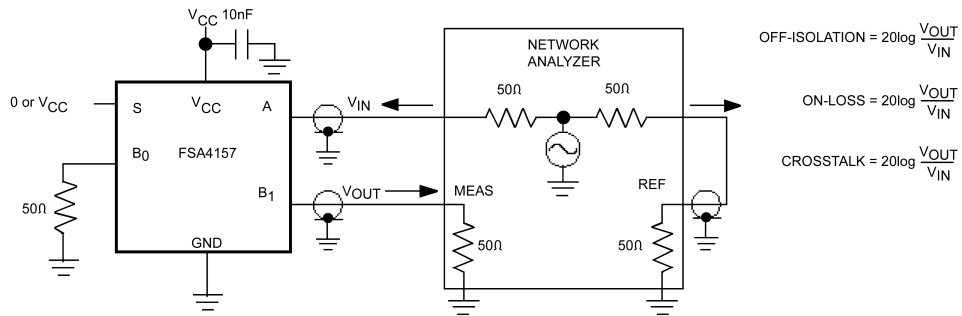 VCC 10nF
0 or VCC
S
VCC
A
B0
FSA4157
B1
GND
50Ω
VIN
VOUT
NETWORK
ANALYZER
50Ω
50Ω
MEAS
REF
50Ω
50Ω
OFF-ISOLATION = 20log VOUT/VIN
ON-LOSS = 20log VOUT/VIN
CROSSTALK = 20log VOUT/VIN